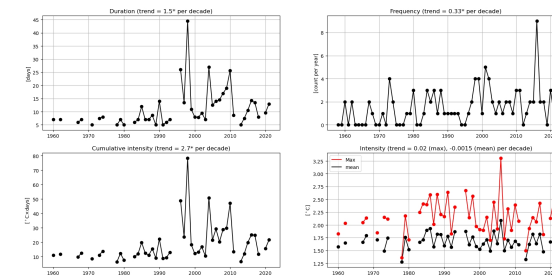 Duration (trend = 1.5* per decade)
[days]
45
40
35
30
25
20
15
10
5
1960 1970 1980 1990 2000 2010 2020
Frequency (trend = 0.33* per decade)
[count per year]
8
6
4
2
0
1960 1970 1980 1990 2000 2010
Cumulative intensity (trend = 2.7* per decade)
[°C×days]
80
70
60
50
40
30
20
10
1960 1970 1980 1990 2000 2010 2020
Intensity (trend = 0.02 (max), -0.0015 (mean) per decade)
[°C]
Max
mean
3.25
3.00
2.75
2.50
2.25
2.00
1.75
1.50
1.25
1960 1970 1980 1990 2000 2010